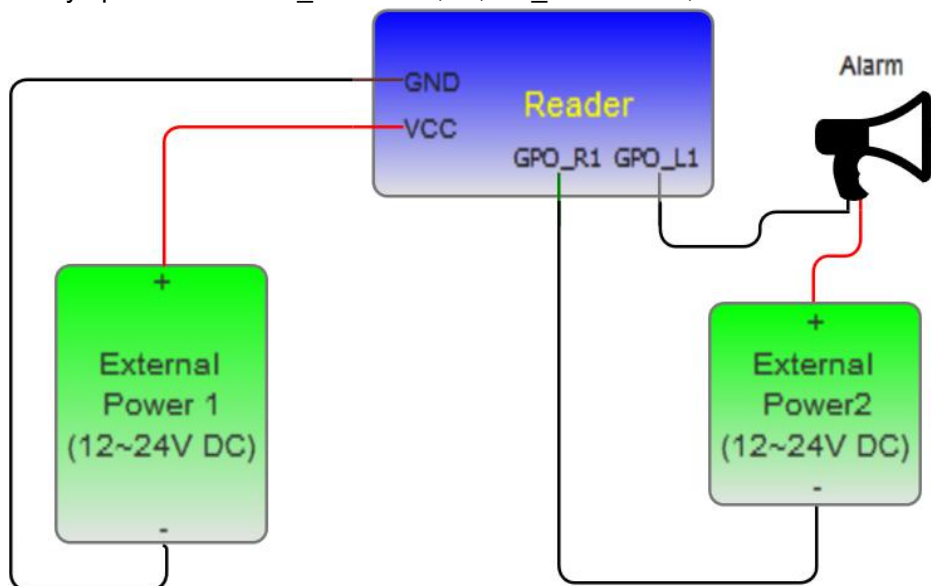 GND
VCC
Reader
GPO_R1 GPO_L1
Alarm
+
External
Power 1
(12~24V DC)
-
+
External
Power2
(12~24V DC)
-